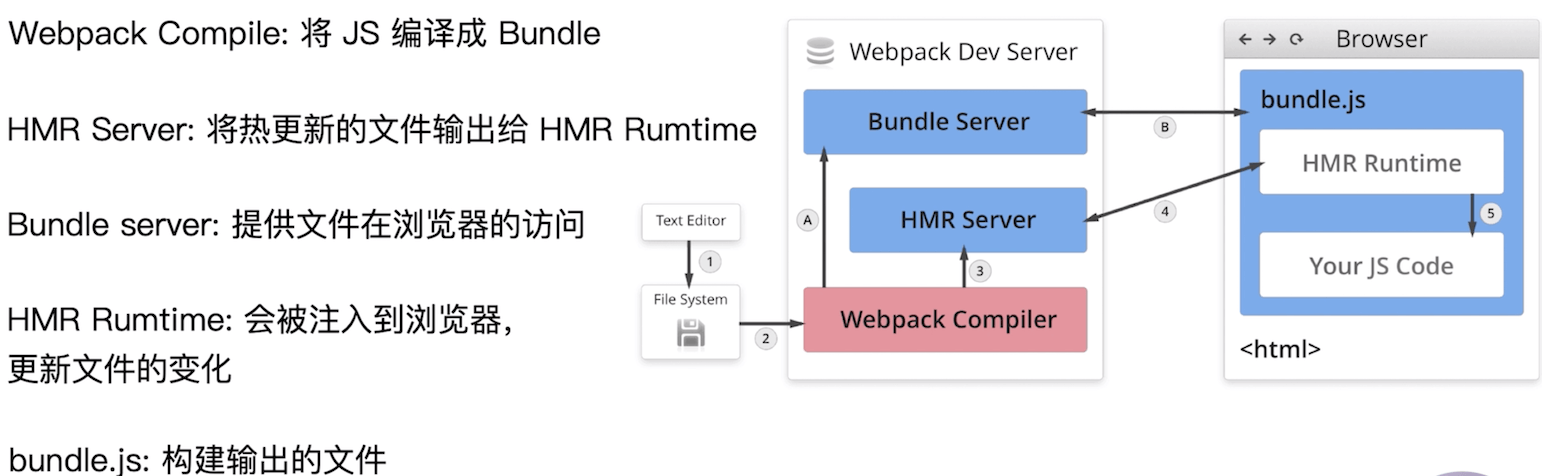 Webpack Compile: 将 JS 编译成 Bundle
HMR Server: 将热更新的文件输出给 HMR Rumtime
Bundle server: 提供文件在浏览器的访问
HMR Rumtime: 会被注入到浏览器，
更新文件的变化
bundle.js: 构建输出的文件
Text Editor
1
File System
2
Webpack Dev Server
Bundle Server
A
HMR Server
3
Webpack Compiler
B
4
Browser
bundle.js
HMR Runtime
5
Your JS Code
<html>